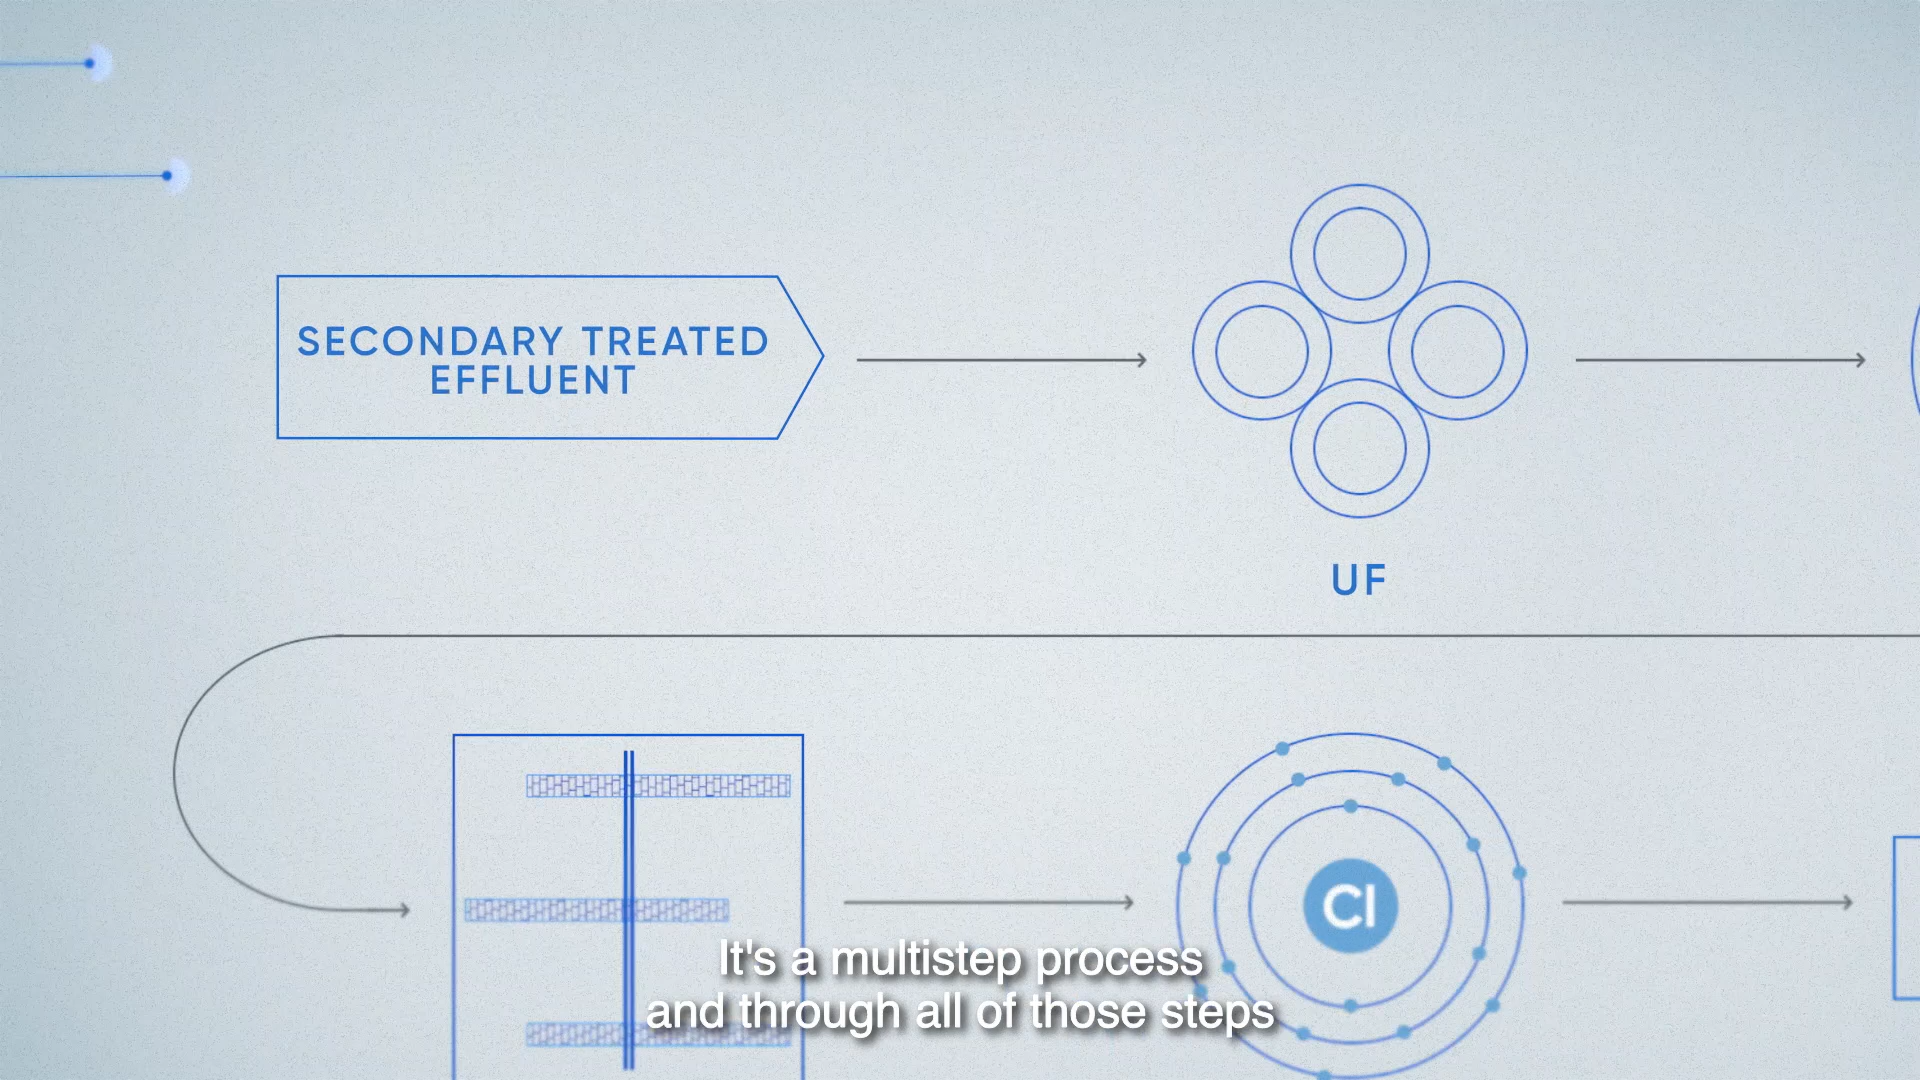 SECONDARY TREATED
EFFLUENT
UF
Cl
It's a multistep process
and through all of those steps